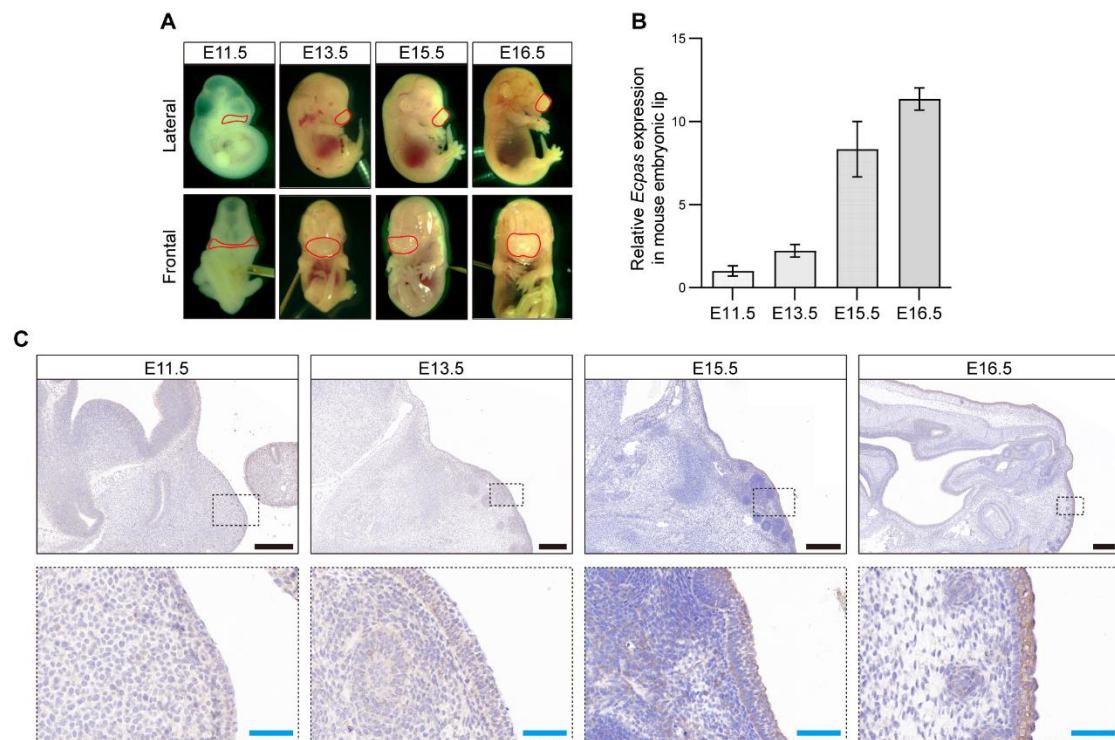 A
E11.5
E13.5
E15.5
E16.5
Lateral
Frontal
B
Relative Ecpas expression
in mouse embryonic lip
15
10
5
0
E11.5
E13.5
E15.5
E16.5
C
E11.5
E13.5
E15.5
E16.5